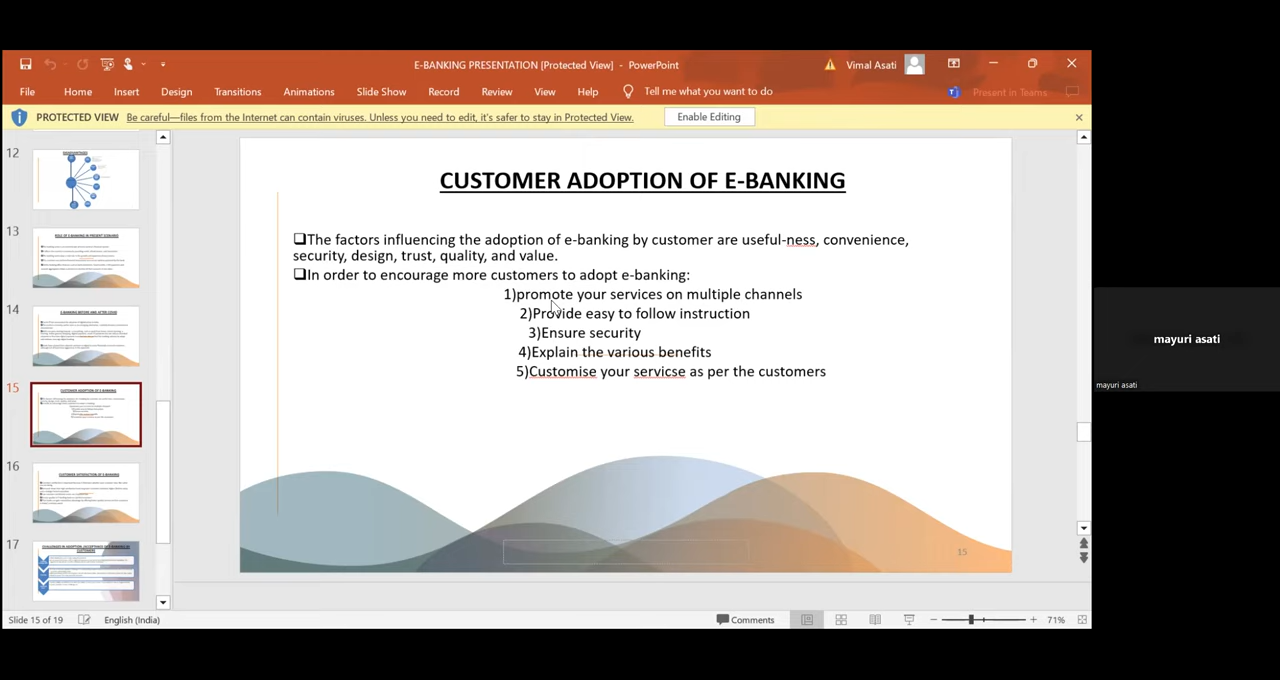 E-BANKING PRESENTATION [Protected View] - PowerPoint
Vimal Asati
File Home Insert Design Transitions Animations Slide Show Record Review View Help Tell me what you want to do
Present in Teams
PROTECTED VIEW Be careful—files from the Internet can contain viruses. Unless you need to edit, it's safer to stay in Protected View. Enable Editing
12
13
14
15
16
17
CUSTOMER ADOPTION OF E-BANKING
The factors influencing the adoption of e-banking by customer are useful-ness, convenience,
security, design, trust, quality, and value.
In order to encourage more customers to adopt e-banking:
1)promote your services on multiple channels
2)Provide easy to follow instruction
3)Ensure security
4)Explain the various benefits
5)Customise your servicse as per the customers
15
mayuri asati
mayuri asati
Slide 15 of 19
English (India)
Comments
71%